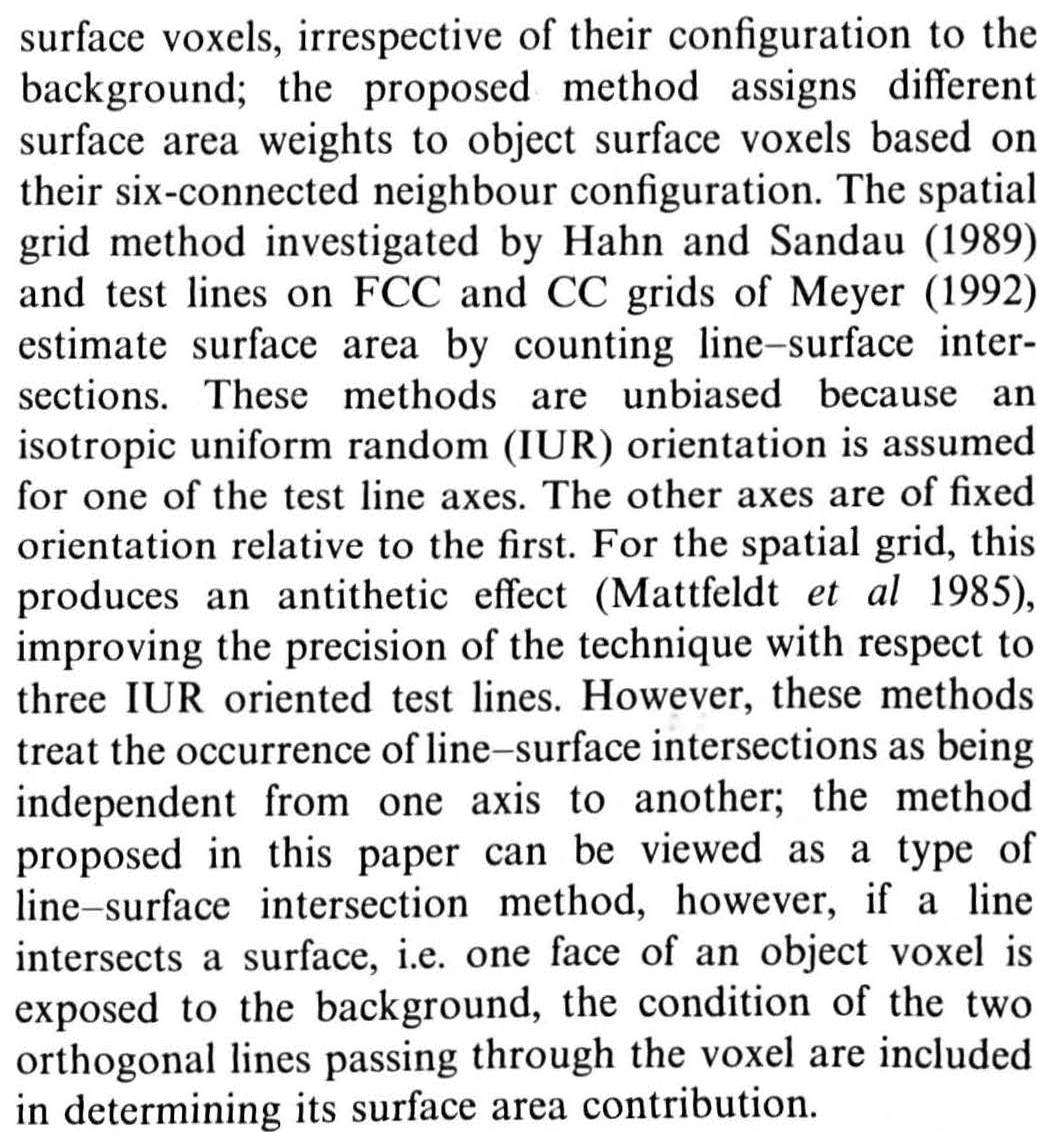 surface voxels, irrespective of their configuration to the
background; the proposed method assigns different
surface area weights to object surface voxels based on
their six-connected neighbour configuration. The spatial
grid method investigated by Hahn and Sandau (1989)
and test lines on FCC and CC grids of Meyer (1992)
estimate surface area by counting line–surface inter-
sections. These methods are unbiased because an
isotropic uniform random (IUR) orientation is assumed
for one of the test line axes. The other axes are of fixed
orientation relative to the first. For the spatial grid, this
produces an antithetic effect (Mattfeldt et al 1985),
improving the precision of the technique with respect to
three IUR oriented test lines. However, these methods
treat the occurrence of line–surface intersections as being
independent from one axis to another; the method
proposed in this paper can be viewed as a type of
line–surface intersection method, however, if a line
intersects a surface, i.e. one face of an object voxel is
exposed to the background, the condition of the two
orthogonal lines passing through the voxel are included
in determining its surface area contribution.